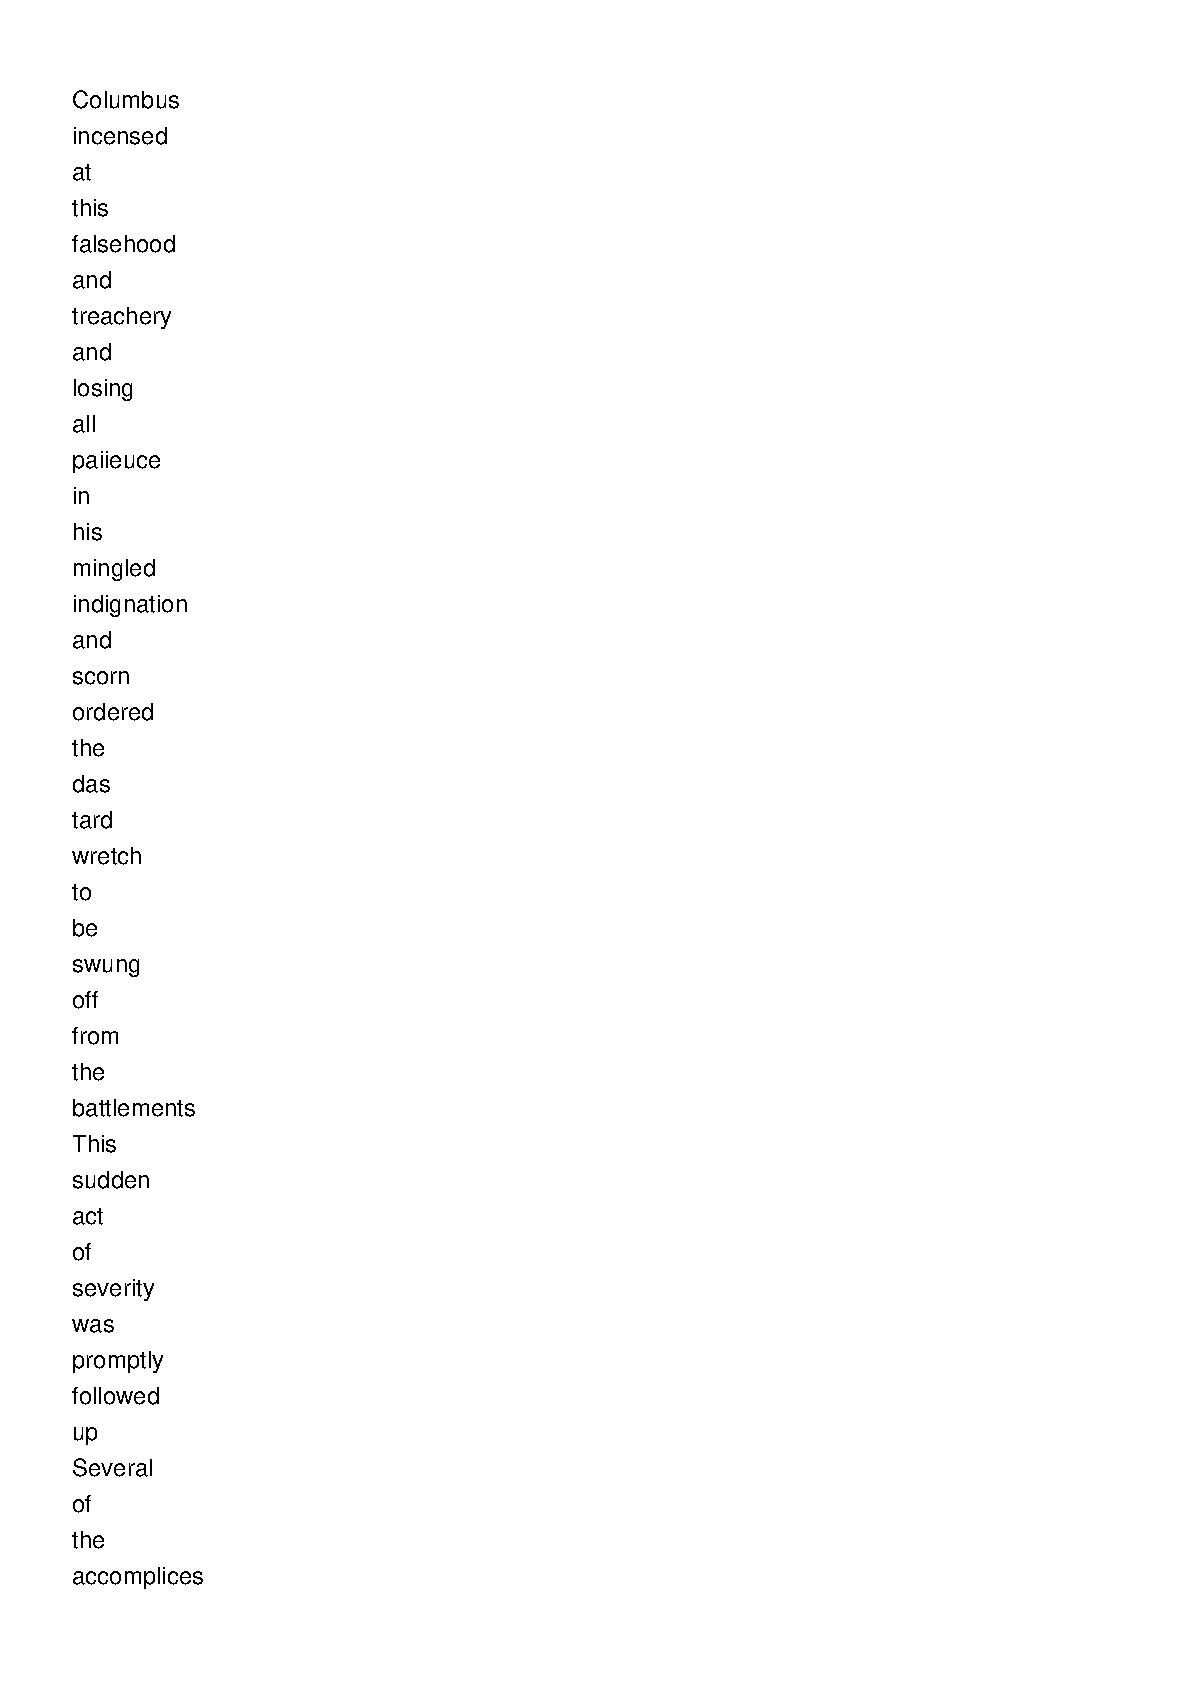 Columbus
incensed
at
this
falsehood
and
treachery
and
losing
all
paiieuce
in
his
mingled
indignation
and
scorn
ordered
the
das
tard
wretch
to
be
swung
off
from
the
battlements
This
sudden
act
of
severity
was
promptly
followed
up
Several
of
the
accomplices